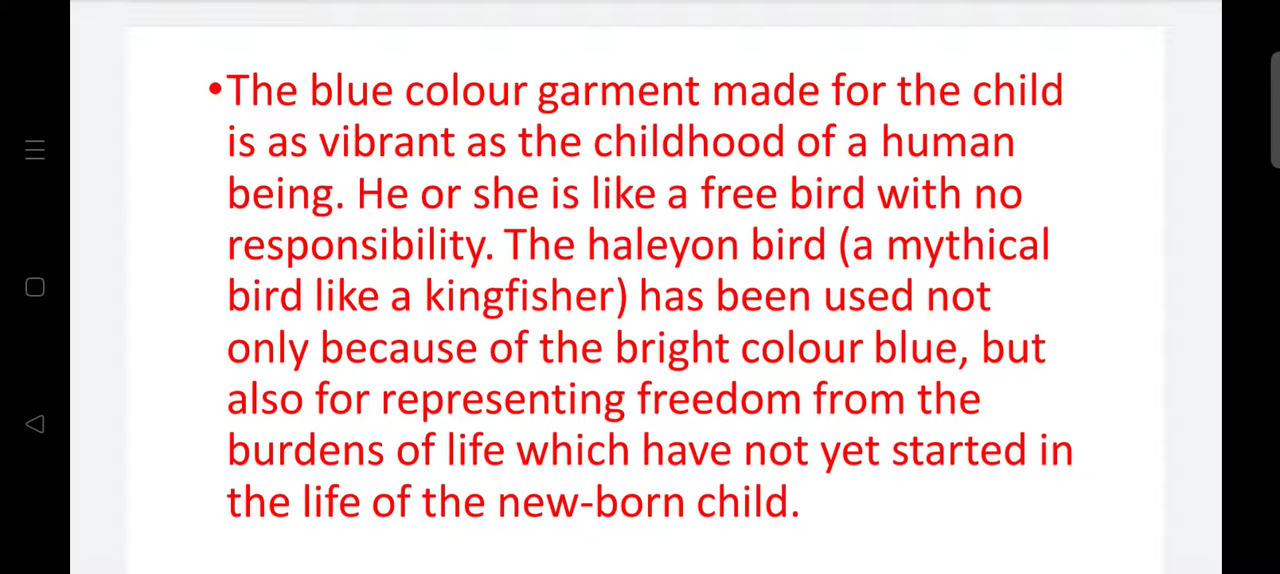 •The blue colour garment made for the child
is as vibrant as the childhood of a human
being. He or she is like a free bird with no
responsibility. The haleyon bird (a mythical
bird like a kingfisher) has been used not
only because of the bright colour blue, but
also for representing freedom from the
burdens of life which have not yet started in
the life of the new-born child.